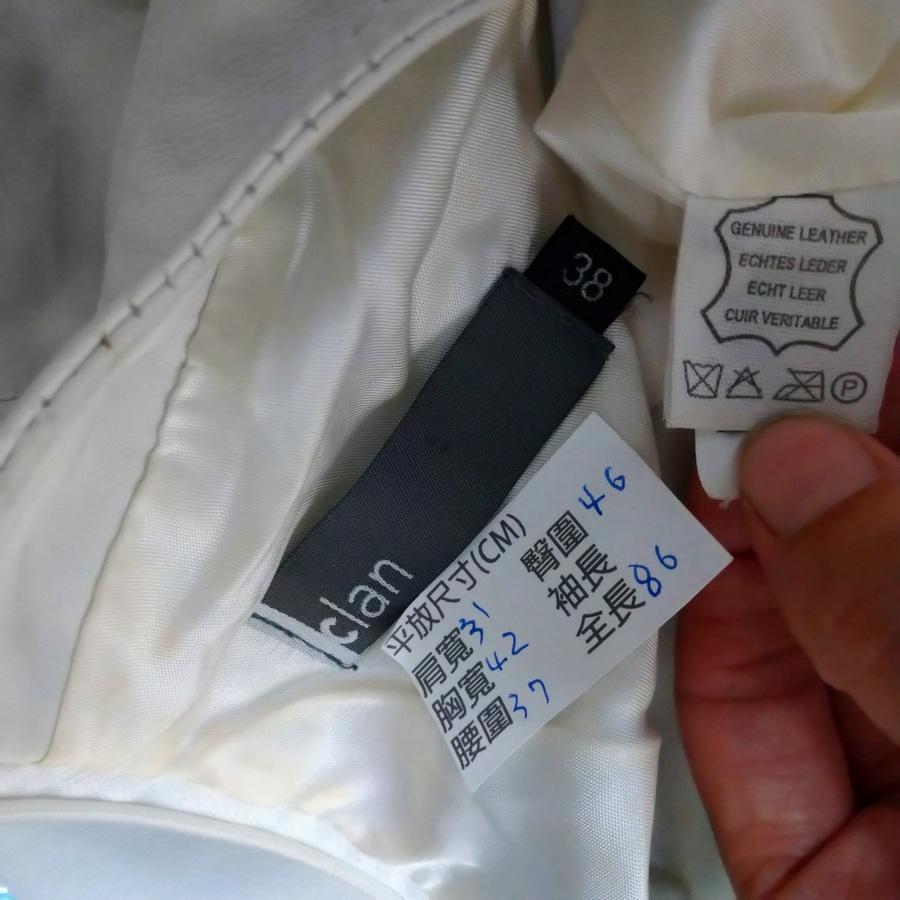 GENUINE LEATHER
ECHTES LEDER
ECHT LEER
CUIR VERITABLE
P
38
clan
平放尺寸(CM)
肩寬31
胸寬42
腰圍37
臀圍46
袖長
全長86